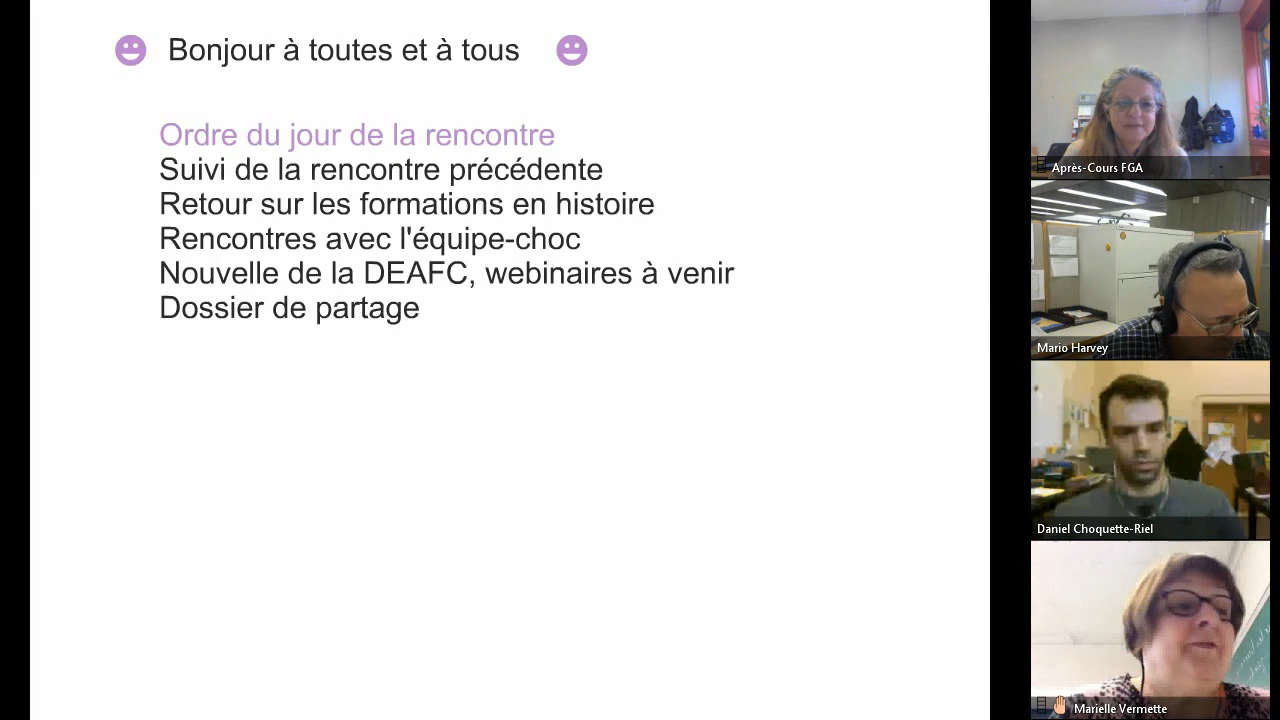 Bonjour à toutes et à tous
Ordre du jour de la rencontre
Suivi de la rencontre précédente
Retour sur les formations en histoire
Rencontres avec l'équipe-choc
Nouvelle de la DEAFC, webinaires à venir
Dossier de partage
Après-Cours FGA
Mario Harvey
Daniel Choquette-Riel
Marielle Vermette